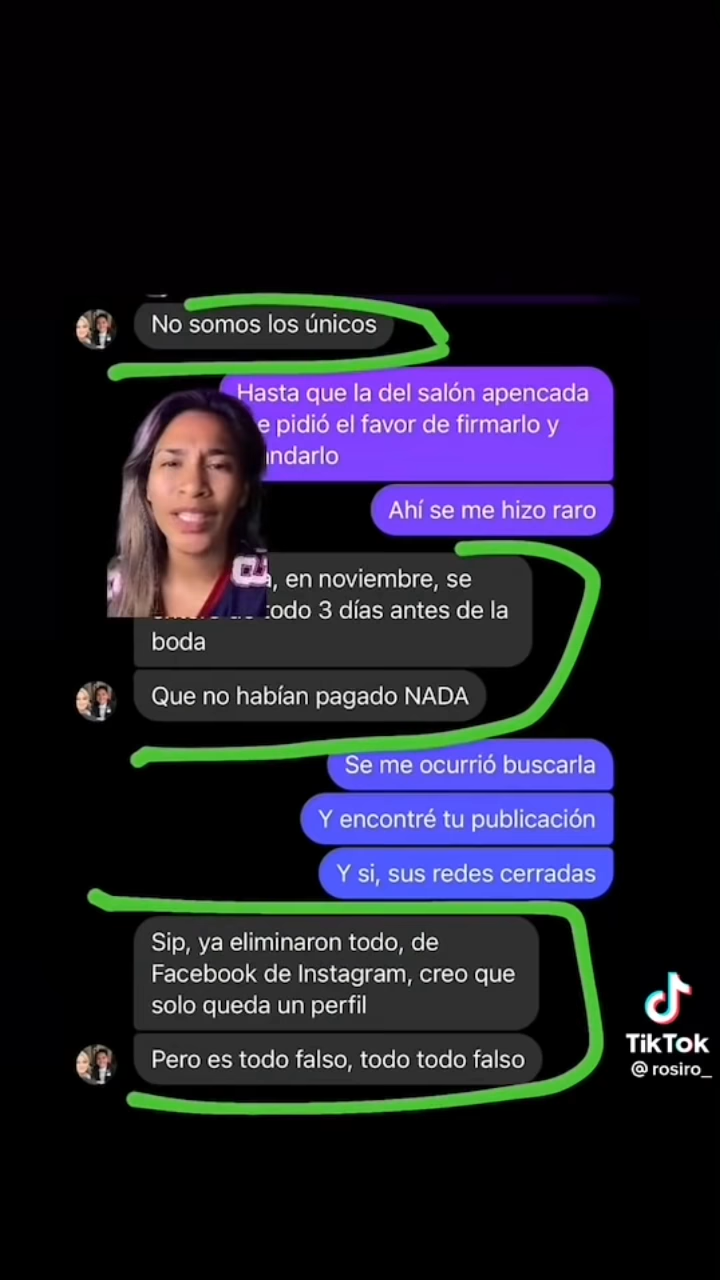 No somos los únicos
Hasta que la del salón apencada
e pidió el favor de firmarlo y
ndarlo
Ahí se me hizo raro
a, en noviembre, se
todo 3 días antes de la
boda
Que no habían pagado NADA
Se me ocurrió buscarla
Y encontré tu publicación
Y si, sus redes cerradas
Sip, ya eliminaron todo, de
Facebook de Instagram, creo que
solo queda un perfil
Pero es todo falso, todo todo falso
TikTok
@rosiro_